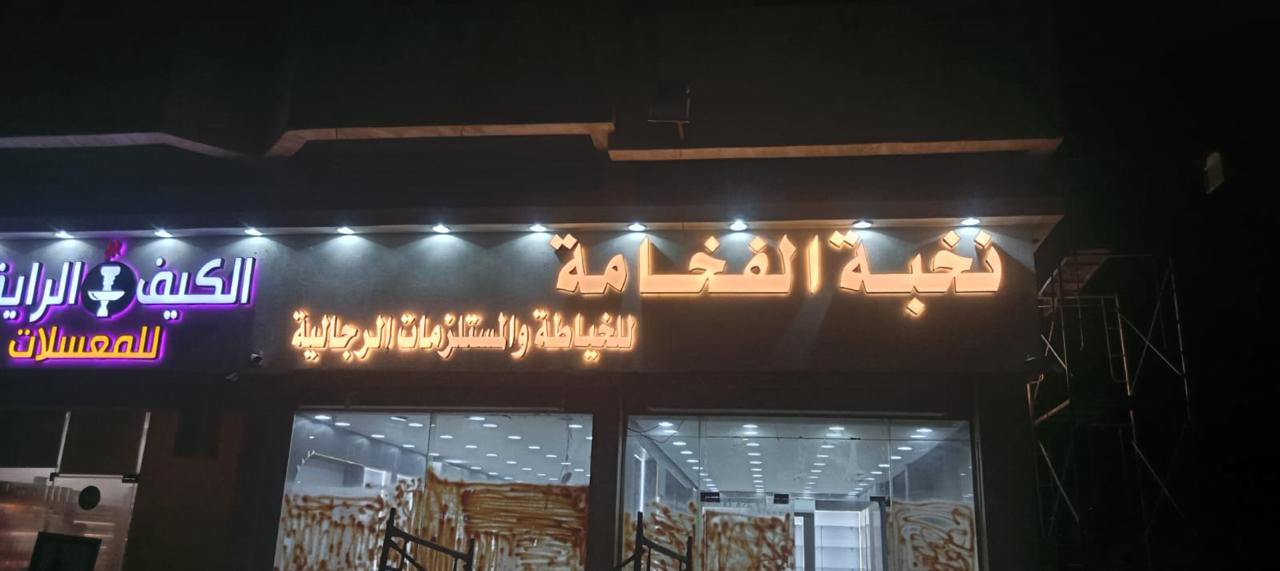 نخبة الفخامة
للخياطة والمستلزمات الرجالية
الكيف
للمعسلات